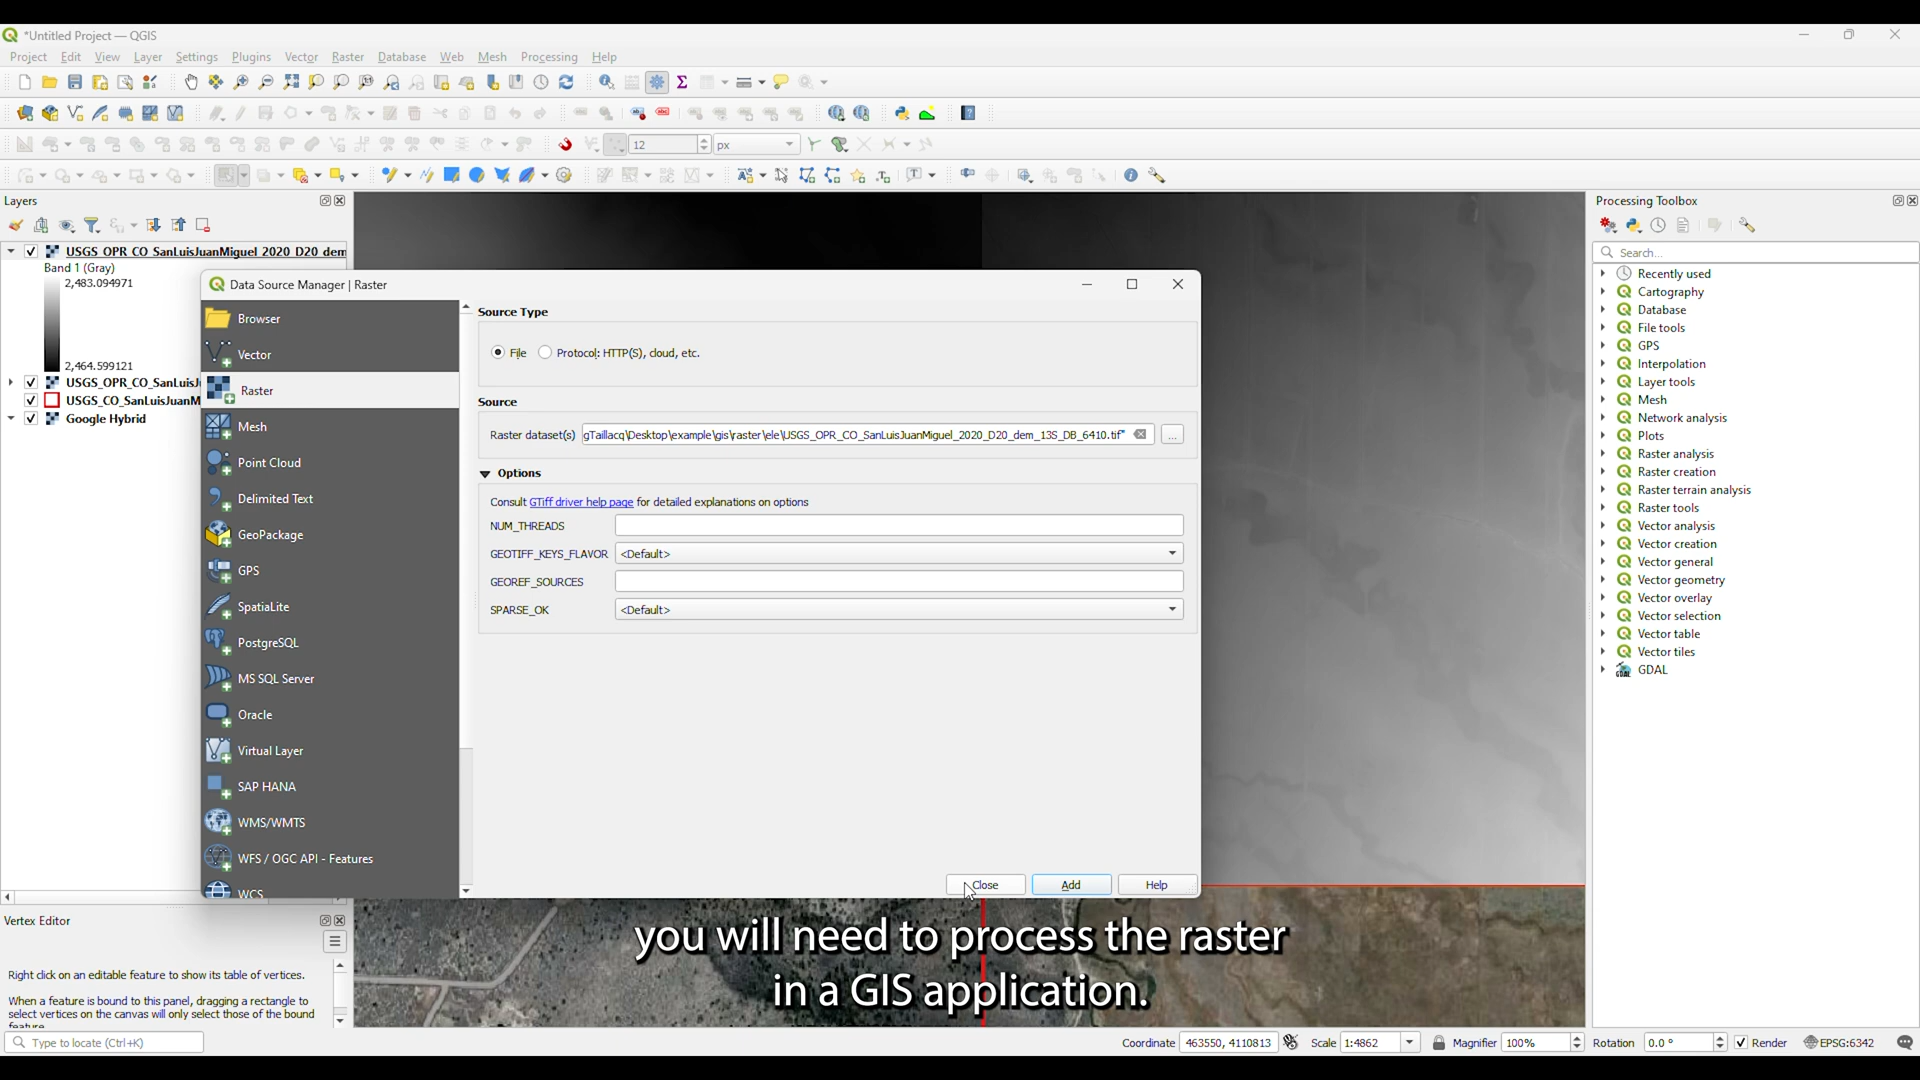 *Untitled Project — QGIS
Project Edit View Layer Settings Plugins Vector Raster Database Web Mesh Processing Help
12 px
Layers
USGS_OPR_CO_SanLuisJuanMiguel_2020_D20_dem
Band 1 (Gray)
2,483.094971
2,464.599121
USGS_OPR_CO_SanLuisJ
USGS_CO_SanLuisJuanM
Google Hybrid
Data Source Manager | Raster
Browser
Vector
Raster
Mesh
Point Cloud
Delimited Text
GeoPackage
GPS
SpatiaLite
PostgreSQL
MS SQL Server
Oracle
Virtual Layer
SAP HANA
WMS/WMTS
WFS / OGC API - Features
WCS
Source Type
File Protocol: HTTP(S), cloud, etc.
Source
Raster dataset(s) gTaillacq\Desktop\example\gis\raster\ele\USGS_OPR_CO_SanLuisJuanMiguel_2020_D20_dem_13S_DB_6410.tif" ...
Options
Consult GTiff driver help page for detailed explanations on options
NUM_THREADS
GEOTIFF_KEYS_FLAVOR <Default>
GEOREF_SOURCES
SPARSE_OK <Default>
Close Add Help
Processing Toolbox
Search...
Recently used
Cartography
Database
File tools
GPS
Interpolation
Layer tools
Mesh
Network analysis
Plots
Raster analysis
Raster creation
Raster terrain analysis
Raster tools
Vector analysis
Vector creation
Vector general
Vector geometry
Vector overlay
Vector selection
Vector table
Vector tiles
GDAL
Vertex Editor
Right click on an editable feature to show its table of vertices.
When a feature is bound to this panel, dragging a rectangle to
select vertices on the canvas will only select those of the bound
feature
you will need to process the raster
in a GIS application.
Type to locate (Ctrl+K) Coordinate 463550, 4110813 Scale 1:4862 Magnifier 100% Rotation 0.0 ° Render EPSG:6342